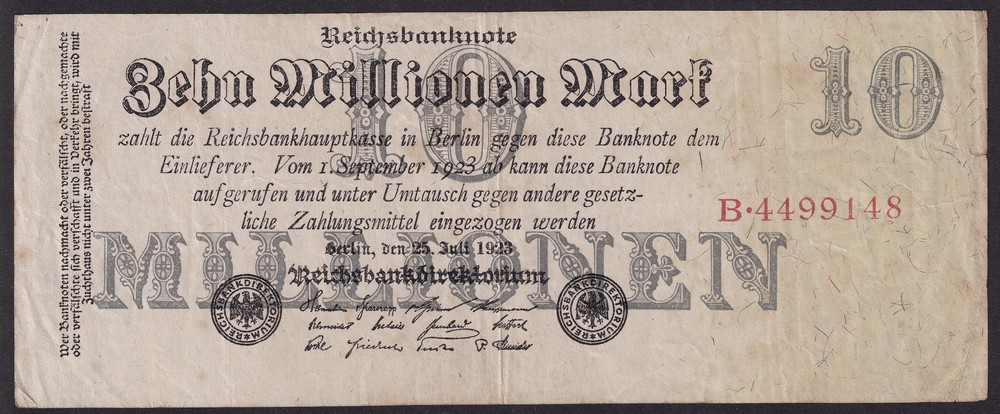 Reichsbanknote
10
Zehn Millionen Mark
10
zahlt die Reichsbankhauptkasse in Berlin gegen diese Banknote dem
Einlieferer. Vom 1. September 1923 ab kann diese Banknote
aufgerufen und unter Umtausch gegen andere gesetz-
liche Zahlungsmittel eingezogen werden
B·4499148
MILLIONEN
Berlin, den 25. Juli 1923
Reichsbankdirektorium
REICHSBANKDIREKTORIUM
REICHSBANKDIREKTORIUM
Wer Banknoten nachmacht oder verfälscht, oder nachgemachte
oder verfälschte sich verschafft und in Verkehr bringt, wird mit
Zuchthaus nicht unter zwei Jahren bestraft